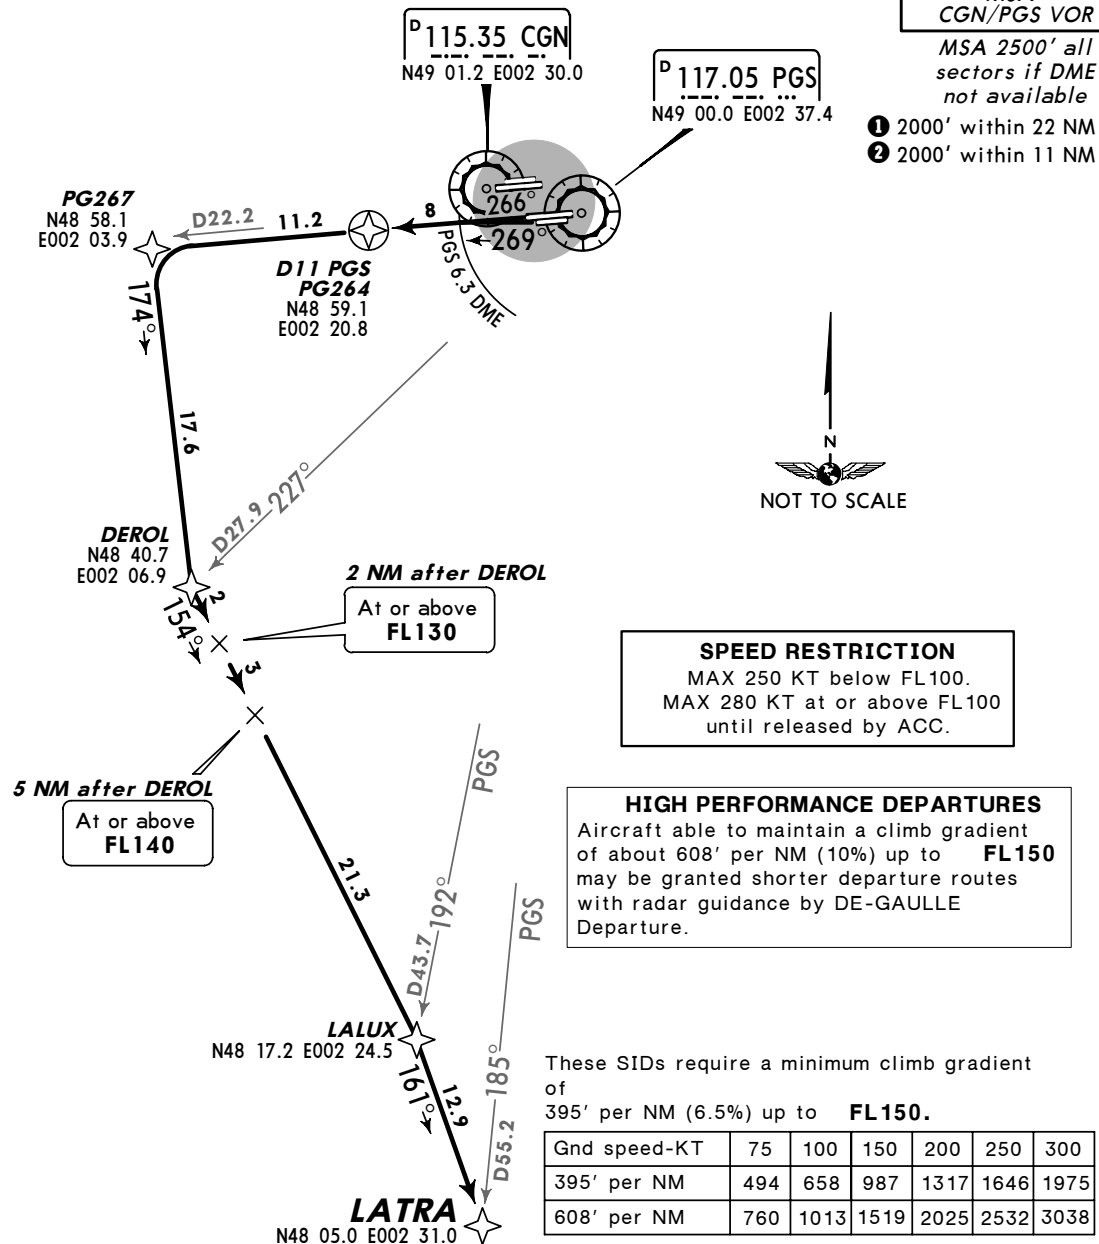 CGN/PGS VOR
MSA 2500' all
sectors if DME
not available
❶ 2000' within 22 NM
❷ 2000' within 11 NM
D 115.35 CGN
N49 01.2 E002 30.0
D 117.05 PGS
N49 00.0 E002 37.4
PG267
N48 58.1
E002 03.9
D22.2
11.2
8
266°
269°
PGS 6.3 DME
D11 PGS
PG264
N48 59.1
E002 20.8
174°
17.6
N
NOT TO SCALE
D27.9
227°
DEROL
N48 40.7
E002 06.9
2
154°
3
2 NM after DEROL
At or above
FL130
5 NM after DEROL
At or above
FL140
SPEED RESTRICTION
MAX 250 KT below FL100.
MAX 280 KT at or above FL100
until released by ACC.
HIGH PERFORMANCE DEPARTURES
Aircraft able to maintain a climb gradient
of about 608' per NM (10%) up to FL150
may be granted shorter departure routes
with radar guidance by DE-GAULLE
Departure.
21.3
PGS
192°
D43.7
PGS
185°
D55.2
LALUX
N48 17.2 E002 24.5
161°
12.9
LATRA
N48 05.0 E002 31.0
These SIDs require a minimum climb gradient
of
395' per NM (6.5%) up to FL150.
Gnd speed-KT 75 100 150 200 250 300
395' per NM 494 658 987 1317 1646 1975
608' per NM 760 1013 1519 2025 2532 3038